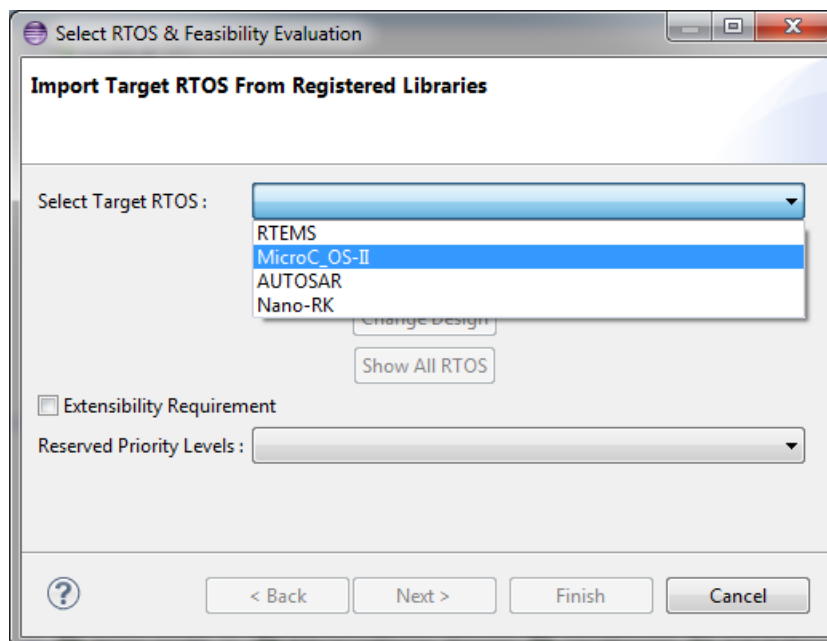 Select RTOS & Feasibility Evaluation
Import Target RTOS From Registered Libraries
Select Target RTOS :
RTEMS
MicroC_OS-II
AUTOSAR
Nano-RK
Change Design
Show All RTOS
Extensibility Requirement
Reserved Priority Levels :
?
< Back Next > Finish Cancel